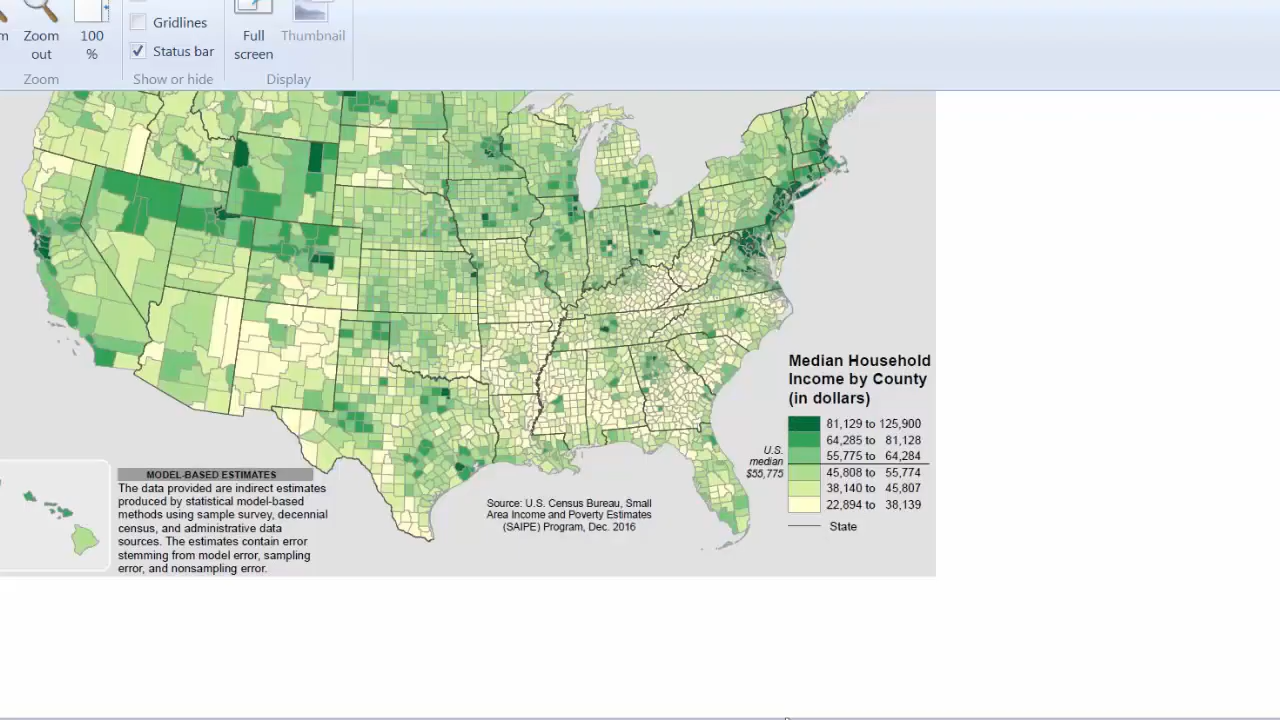 m
Zoom
out
100
%
Zoom
Gridlines
Status bar
Show or hide
Full
screen
Thumbnail
Display
Median Household
Income by County
(in dollars)
81,129 to 125,900
64,285 to 81,128
55,775 to 64,284
45,808 to 55,774
38,140 to 45,807
22,894 to 38,139
State
U.S.
median
$55,775
MODEL-BASED ESTIMATES
The data provided are indirect estimates
produced by statistical model-based
methods using sample survey, decennial
census, and administrative data
sources. The estimates contain error
stemming from model error, sampling
error, and nonsampling error.
Source: U.S. Census Bureau, Small
Area Income and Poverty Estimates
(SAIPE) Program, Dec. 2016